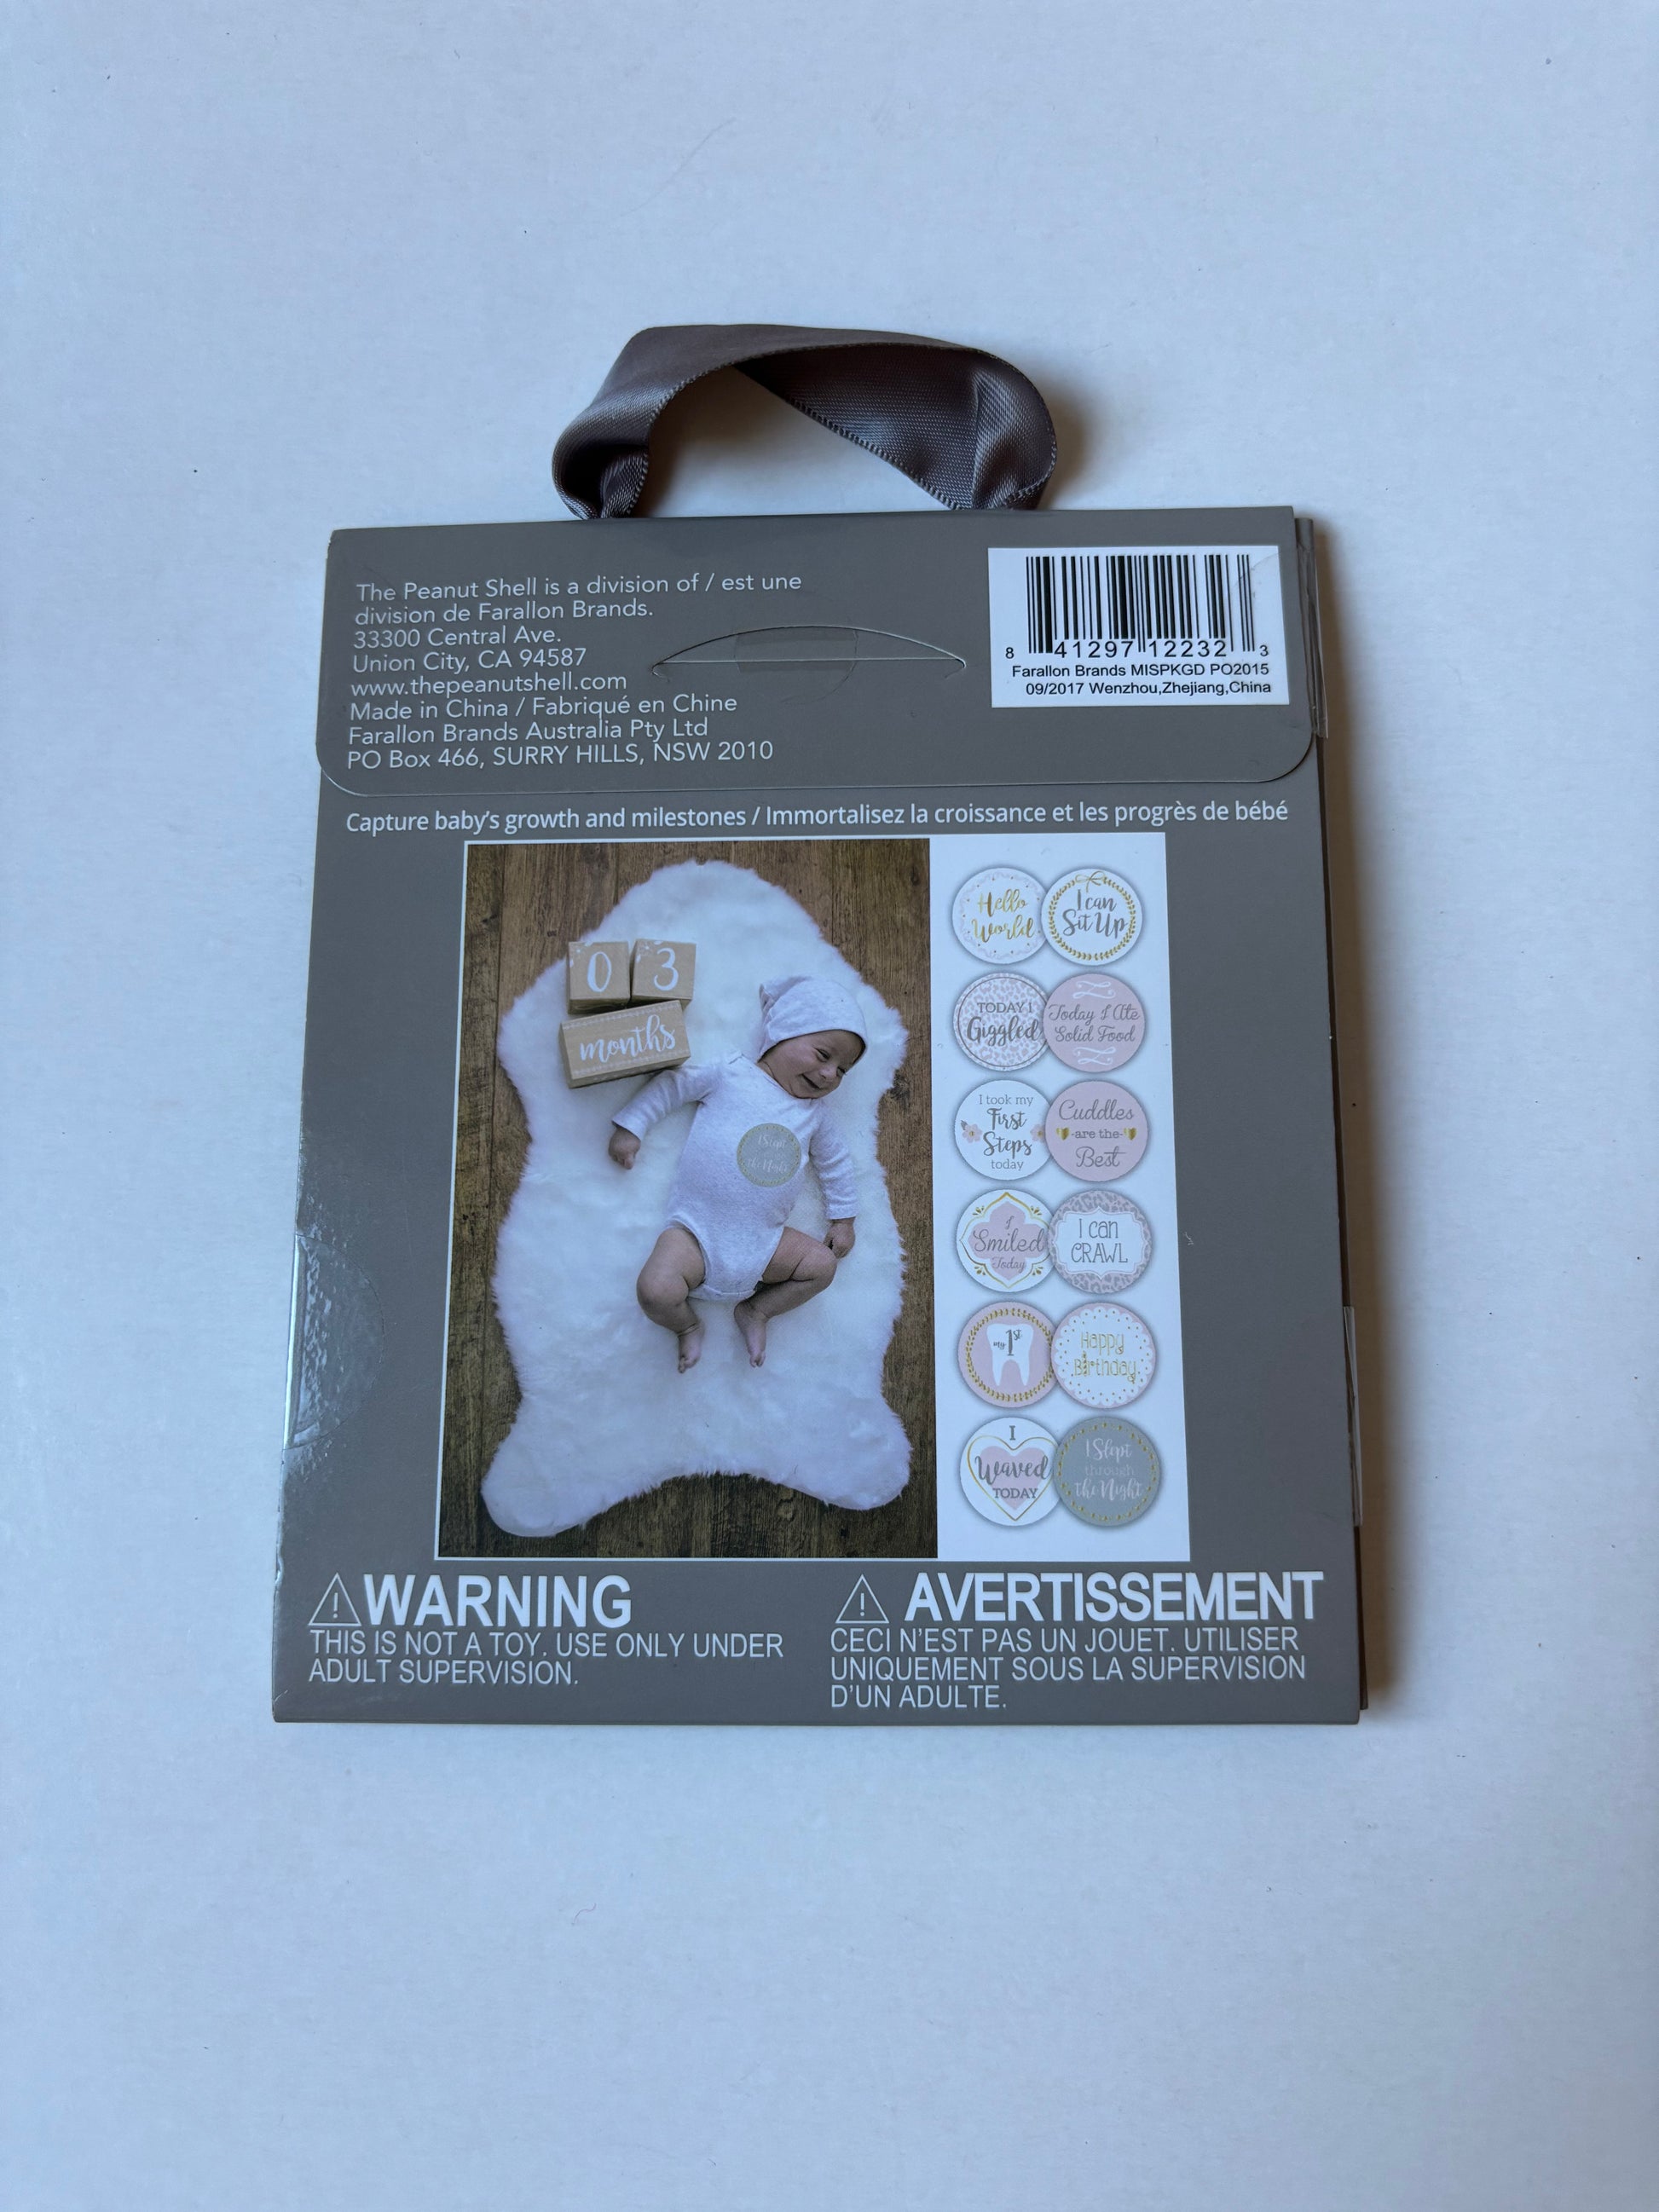 The Peanut Shell is a division of / est une
division de Farallon Brands.
33300 Central Ave.
Union City, CA 94587
www.thepeanutshell.com
Made in China / Fabriqué en Chine
Farallon Brands Australia Pty Ltd
PO Box 466, SURRY HILLS, NSW 2010
8 41297 12232 3
Farallon Brands MISPKGD PO2015
09/2017 Wenzhou,Zhejiang,China
Capture baby's growth and milestones / Immortalisez la croissance et les progrès de bébé
0 3
months
I Slept
the Night
Hello
World
I can
Sit Up
TODAY I
Giggled
Today I Ate
Solid Food
I took my
First
Steps
today
Cuddles
-are the-
Best
I
Smiled
Today
I can
CRAWL
my 1st
Happy
Birthday
I
Waved
TODAY
I Slept
through
the Night
WARNING
THIS IS NOT A TOY. USE ONLY UNDER
ADULT SUPERVISION.
AVERTISSEMENT
CECI N'EST PAS UN JOUET. UTILISER
UNIQUEMENT SOUS LA SUPERVISION
D'UN ADULTE.